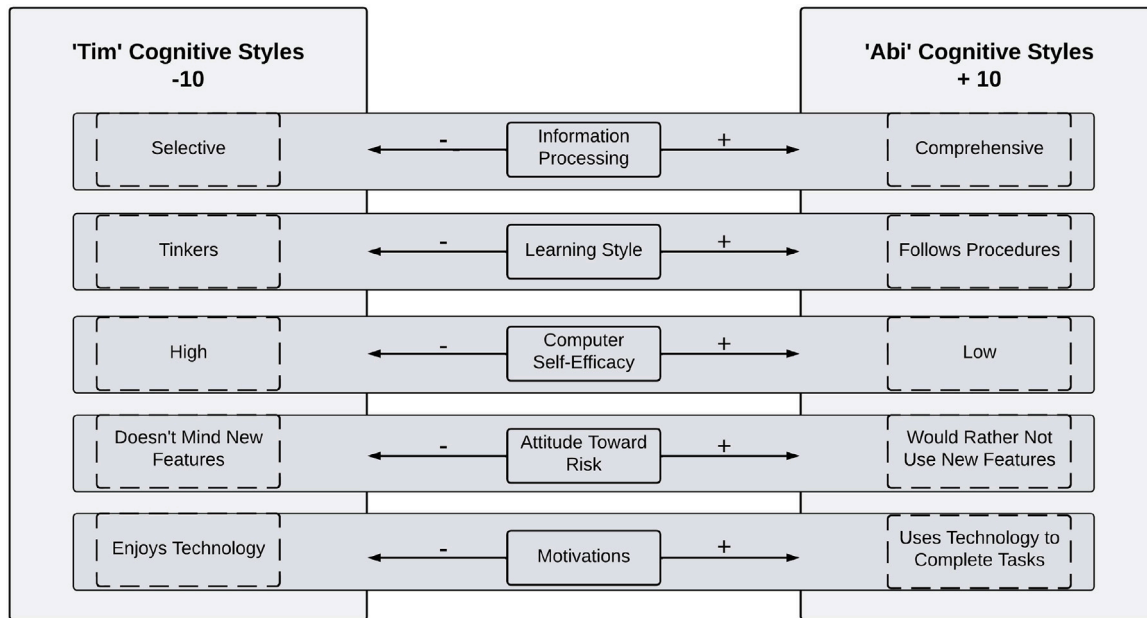 'Tim' Cognitive Styles
-10
'Abi' Cognitive Styles
+ 10
Selective
-
Information
Processing
+
Comprehensive
Tinkers
-
Learning Style
+
Follows Procedures
High
-
Computer
Self-Efficacy
+
Low
Doesn't Mind New
Features
-
Attitude Toward
Risk
+
Would Rather Not
Use New Features
Enjoys Technology
-
Motivations
+
Uses Technology to
Complete Tasks